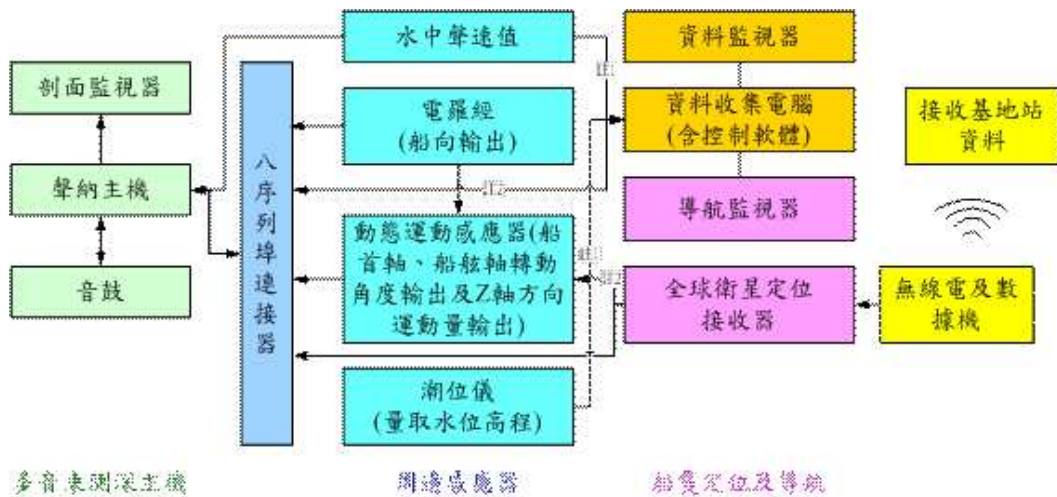 水中聲速值
資料監視器
剖面監視器
電羅經
(船向輸出)
資料收集電腦
(含控制軟體)
接收基地站
資料
聲納主機
八序列埠連接器
導航監視器
動態運動感應器(船
首軸、船舷軸轉動
角度輸出及Z軸方向
運動量輸出)
音鼓
全球衛星定位
接收器
無線電及數
據機
潮位儀
(量取水位高程)
多音束測深主機
周邊感應器
船隻定位及導航